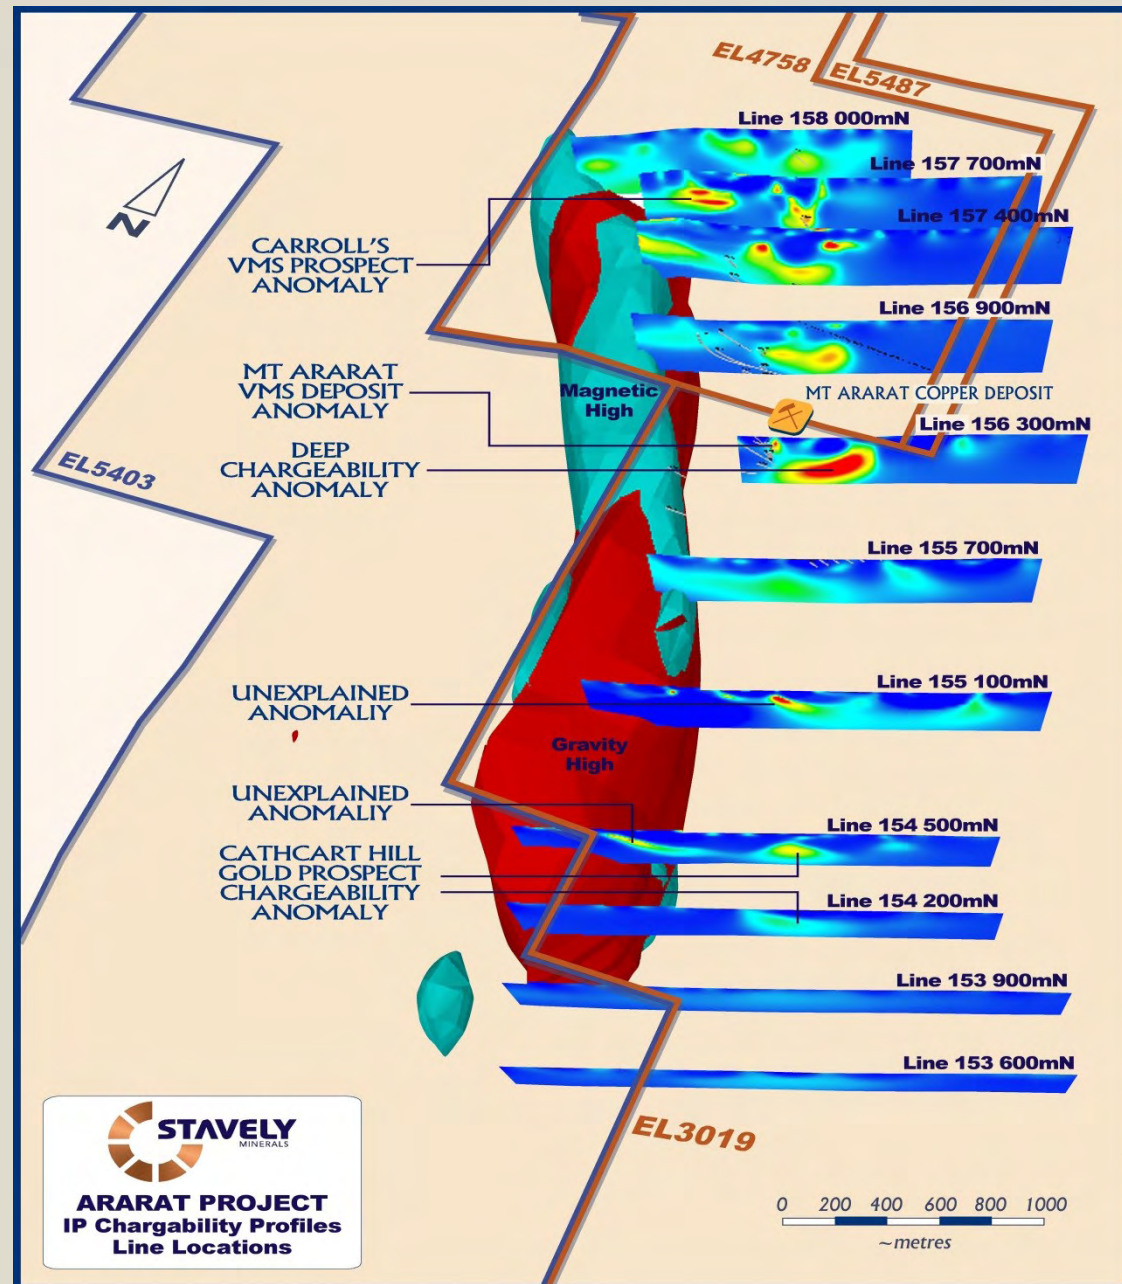 EL4758
EL5487
Line 158 000mN
Line 157 700mN
Line 157 400mN
N
CARROLL'S
VMS PROSPECT
ANOMALY
Line 156 900mN
MT ARARAT
VMS DEPOSIT
ANOMALY
Magnetic
High
MT ARARAT COPPER DEPOSIT
Line 156 300mN
DEEP
CHARGEABILITY
ANOMALY
EL5403
Line 155 700mN
UNEXPLAINED
ANOMALIY
Line 155 100mN
Gravity
High
UNEXPLAINED
ANOMALIY
Line 154 500mN
CATHCART HILL
GOLD PROSPECT
CHARGEABILITY
ANOMALY
Line 154 200mN
Line 153 900mN
Line 153 600mN
EL3019
STAVELY
MINERALS
ARARAT PROJECT
IP Chargability Profiles
Line Locations
0 200 400 600 800 1000
~metres